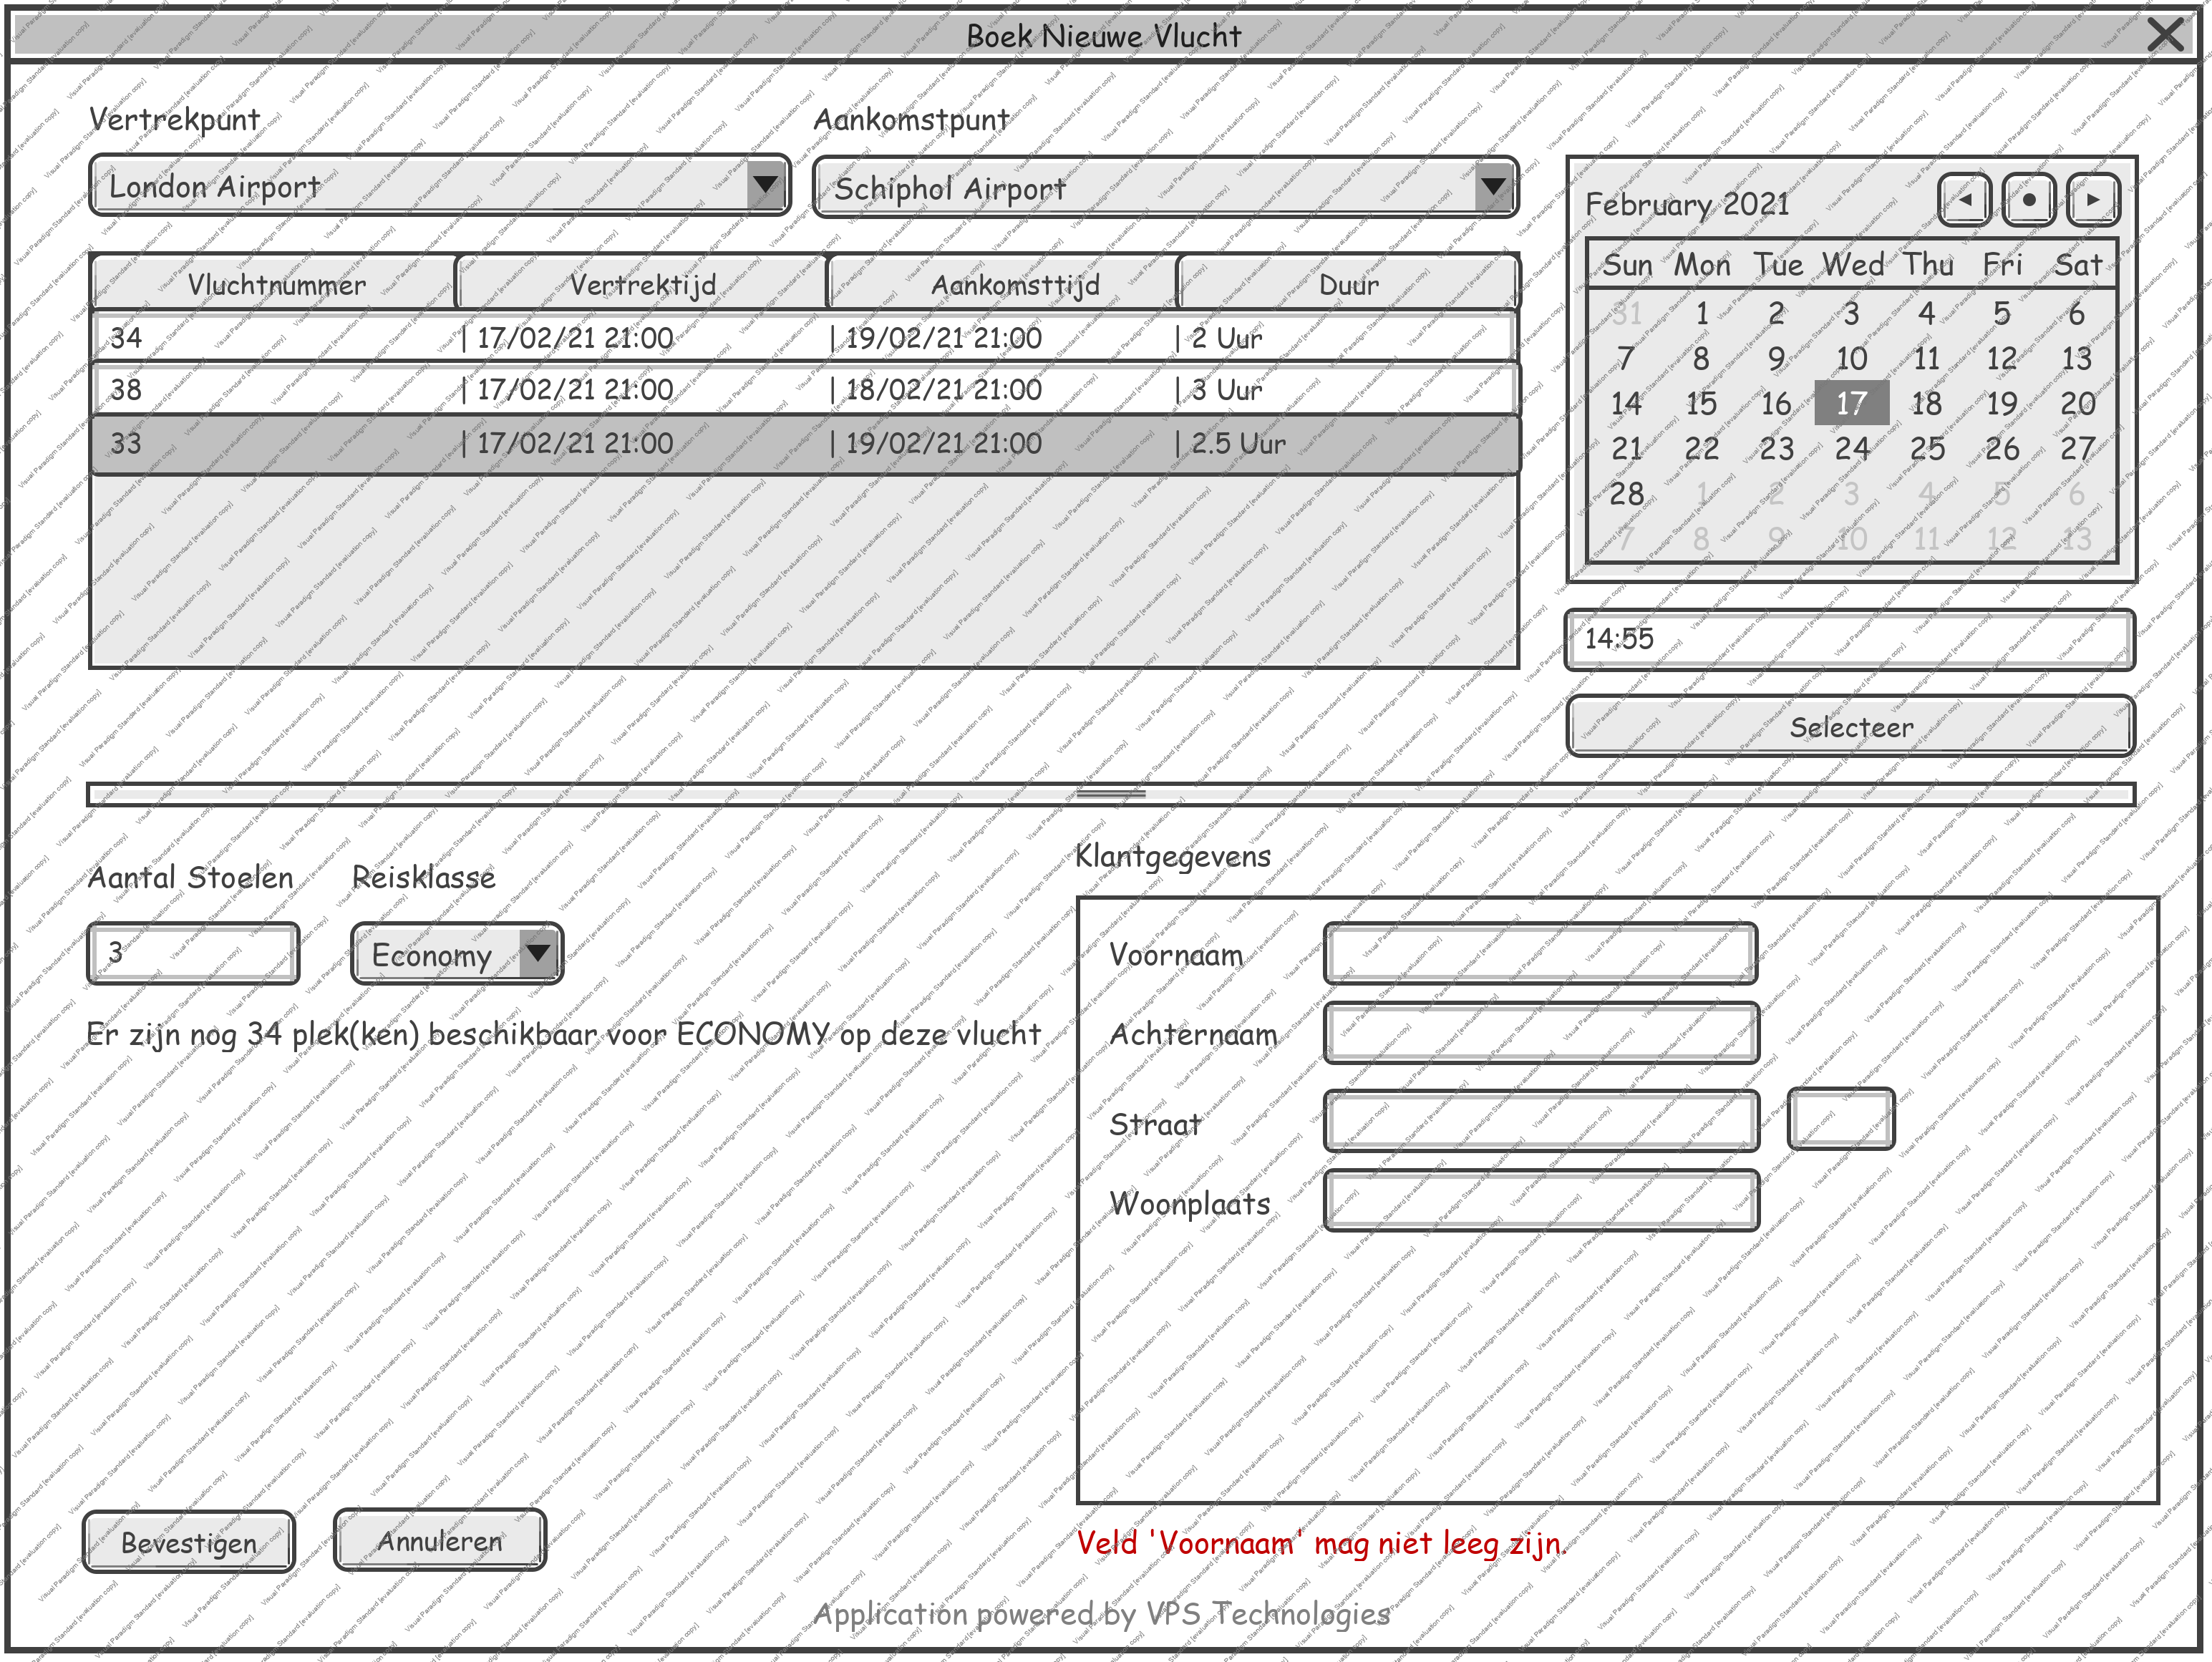 Boek Nieuwe Vlucht
Vertrekpunt Aankomstpunt
London Airport Schiphol Airport
February 2021
Sun Mon Tue Wed Thu Fri Sat
31 1 2 3 4 5 6
7 8 9 10 11 12 13
14 15 16 17 18 19 20
21 22 23 24 25 26 27
28 1 2 3 4 5 6
7 8 9 10 11 12 13
Vluchtnummer Vertrektijd Aankomsttijd Duur
34 | 17/02/21 21:00 | 19/02/21 21:00 | 2 Uur
38 | 17/02/21 21:00 | 18/02/21 21:00 | 3 Uur
33 | 17/02/21 21:00 | 19/02/21 21:00 | 2.5 Uur
14:55
Selecteer
Aantal Stoelen Reisklasse
3 Economy
Er zijn nog 34 plek(ken) beschikbaar voor ECONOMY op deze vlucht
Klantgegevens
Voornaam
Achternaam
Straat
Woonplaats
Bevestigen Annuleren
Veld 'Voornaam' mag niet leeg zijn.
Application powered by VPS Technologies
Visual Paradigm Standard [evaluation copy]